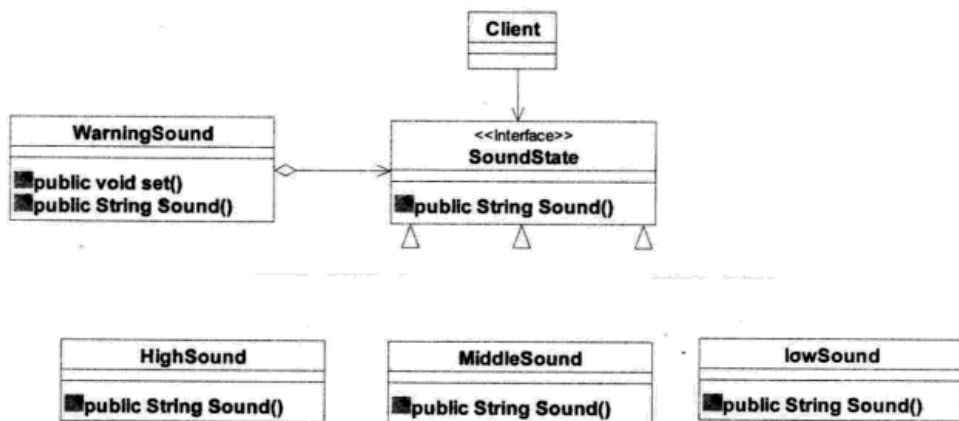 Client
WarningSound
public void set()
public String Sound()
<<Interface>>
SoundState
public String Sound()
HighSound
public String Sound()
MiddleSound
public String Sound()
lowSound
public String Sound()